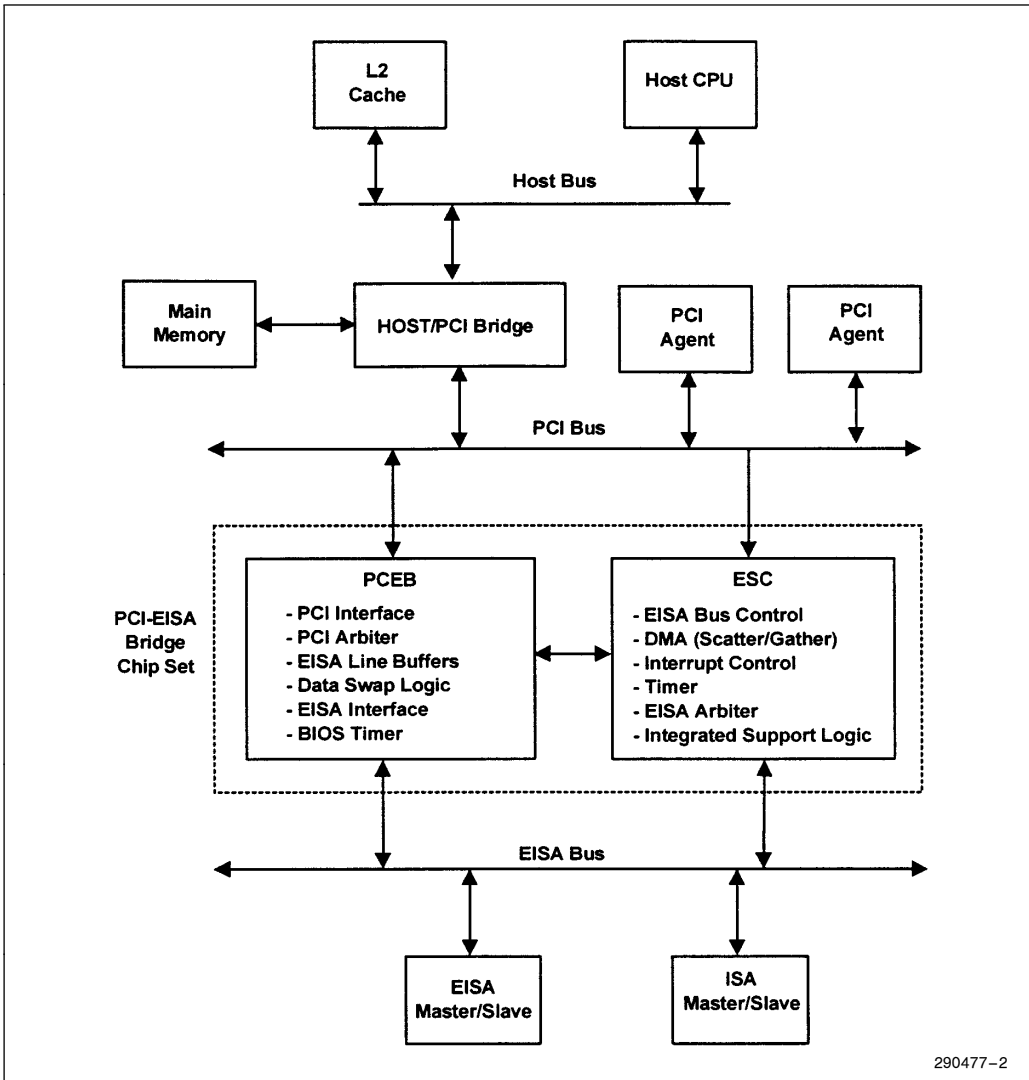 L2
Cache
Host CPU
Host Bus
Main
Memory
HOST/PCI Bridge
PCI
Agent
PCI
Agent
PCI Bus
PCI-EISA
Bridge
Chip Set
PCEB
- PCI Interface
- PCI Arbiter
- EISA Line Buffers
- Data Swap Logic
- EISA Interface
- BIOS Timer
ESC
- EISA Bus Control
- DMA (Scatter/Gather)
- Interrupt Control
- Timer
- EISA Arbiter
- Integrated Support Logic
EISA Bus
EISA
Master/Slave
ISA
Master/Slave
290477–2